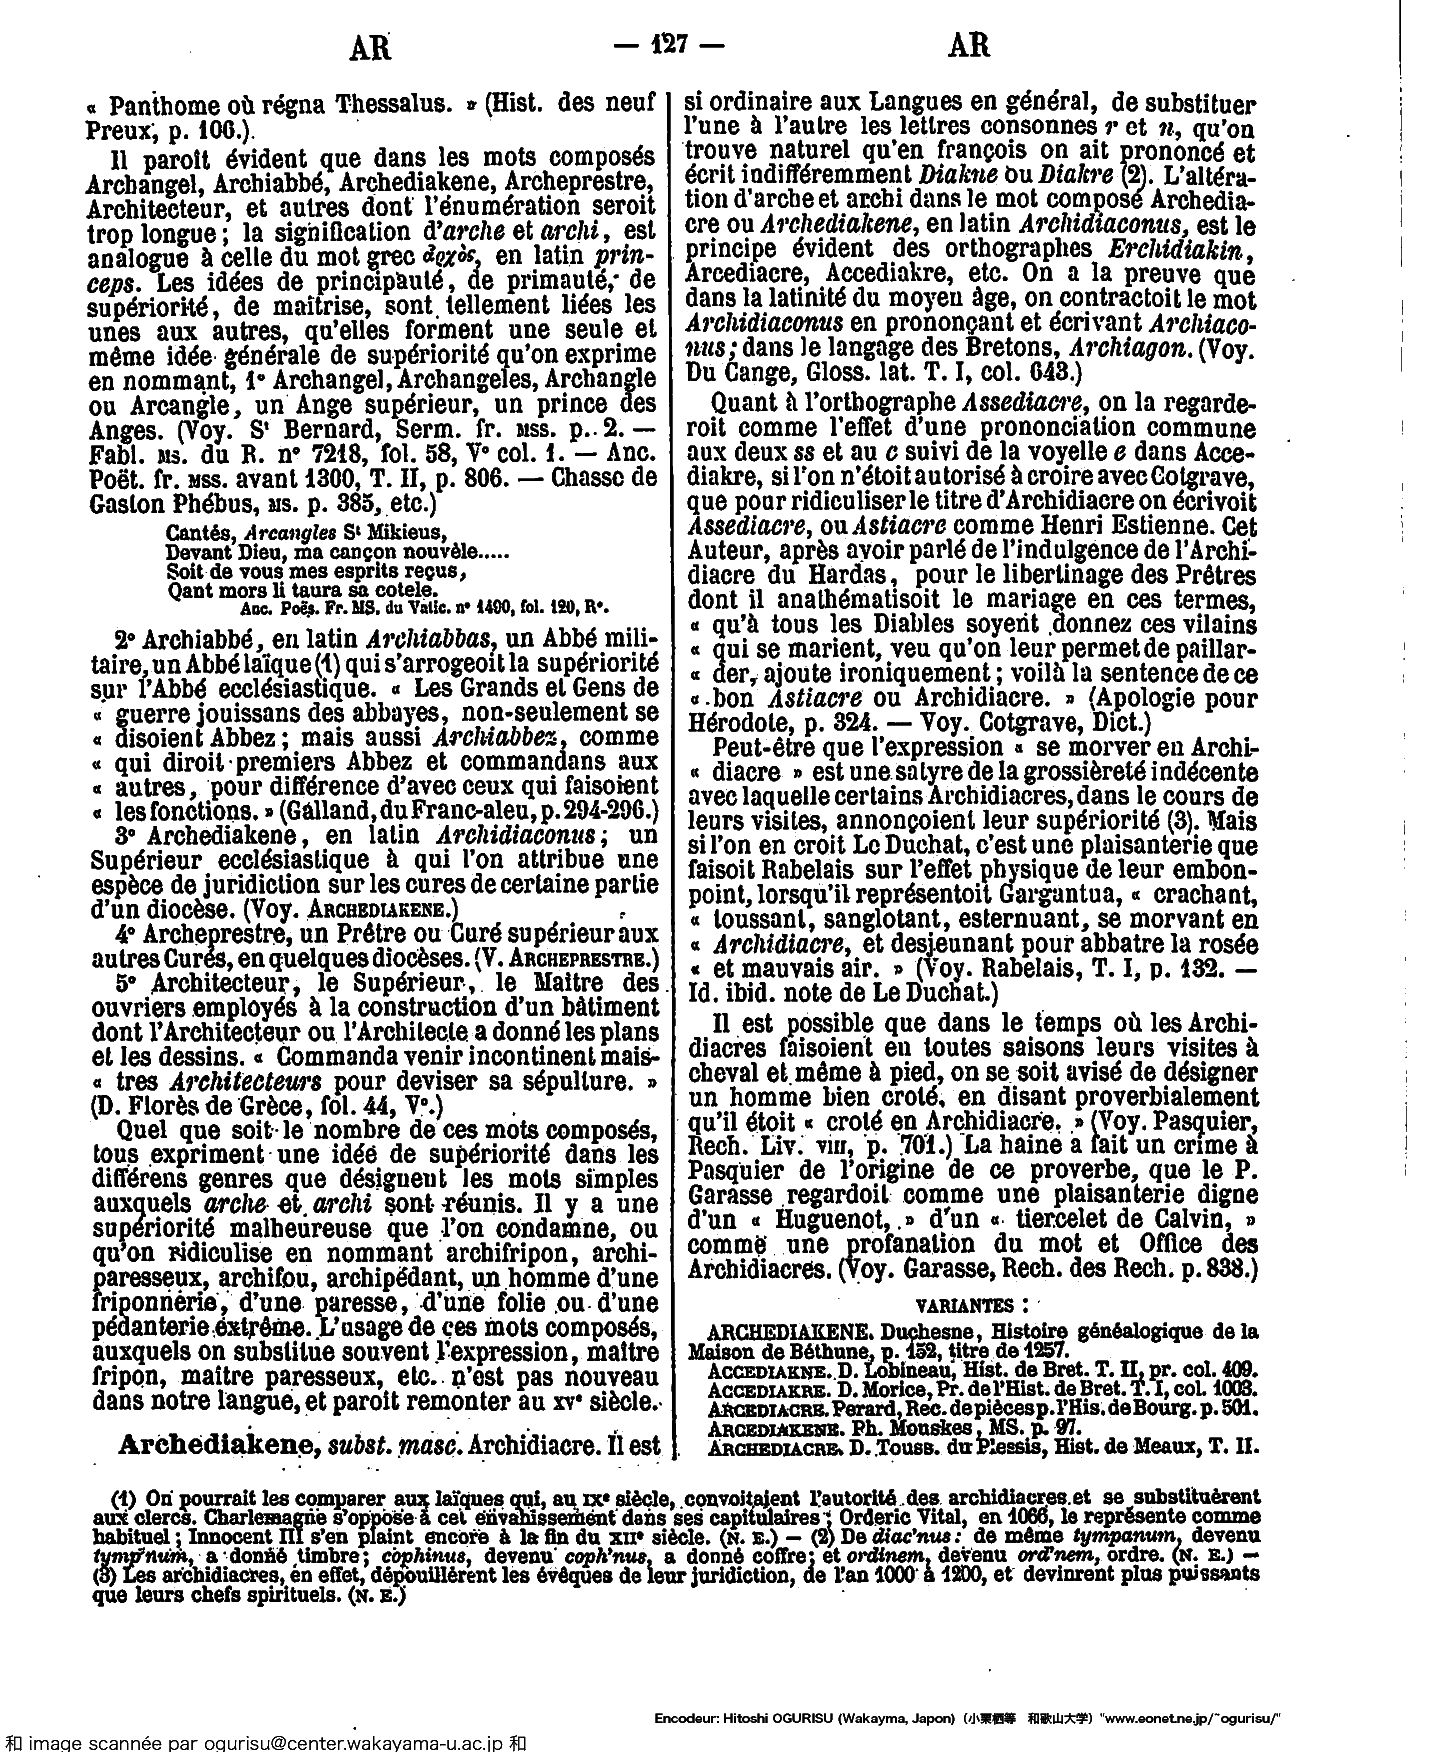 AR — 127 — AR
« Panthome où régna Thessalus. » (Hist. des neuf
Preux, p. 106.).
Il paroît évident que dans les mots composés
Archangel, Archiabbé, Archediakene, Archeprestre,
Architecteur, et autres dont l'énumération seroit
trop longue ; la signification d'arche et archi, est
analogue à celle du mot grec ἀρχὸς, en latin prin-
ceps. Les idées de principauté, de primauté, de
supériorité, de maîtrise, sont tellement liées les
unes aux autres, qu'elles forment une seule et
même idée générale de supériorité qu'on exprime
en nommant, 1° Archangel, Archangeles, Archangle
ou Arcangle, un Ange supérieur, un prince des
Anges. (Voy. St Bernard, Serm. fr. MSS. p. 2. —
Fabl. MS. du R. n° 7218, fol. 58, V° col. 1. — Anc.
Poët. fr. MSS. avant 1300, T. II, p. 806. — Chasse de
Gaston Phébus, MS. p. 385, etc.)
Cantés, Arcangles St Mikieus,
Devant Dieu, ma cançon nouvèle.....
Soit de vous mes esprits reçus,
Qant mors li taura sa cotele.
Anc. Poës. Fr. MS. du Vatic. n° 1490, fol. 120, R°.
2° Archiabbé, en latin Archiabbas, un Abbé mili-
taire, un Abbé laïque (1) qui s'arrogeoit la supériorité
sur l'Abbé ecclésiastique. « Les Grands et Gens de
« guerre jouissans des abbayes, non-seulement se
« disoient Abbez ; mais aussi Archiabbez, comme
« qui diroit premiers Abbez et commandans aux
« autres, pour différence d'avec ceux qui faisoient
« les fonctions. » (Galland, du Franc-aleu, p. 294-296.)
3° Archediakene, en latin Archidiaconus ; un
Supérieur ecclésiastique à qui l'on attribue une
espèce de juridiction sur les cures de certaine partie
d'un diocèse. (Voy. ARCHEDIAKENE.)
4° Archeprestre, un Prêtre ou Curé supérieur aux
autres Curés, en quelques diocèses. (V. ARCHEPRESTRE.)
5° Architecteur, le Supérieur, le Maître des
ouvriers employés à la construction d'un bâtiment
dont l'Architecteur ou l'Architecte a donné les plans
et les dessins. « Commanda venir incontinent mais-
« tres Architecteurs pour deviser sa sépulture. »
(D. Florès de Grèce, fol. 44, V°.)
Quel que soit le nombre de ces mots composés,
tous expriment une idée de supériorité dans les
différens genres que désignent les mots simples
auxquels arche et archi sont réunis. Il y a une
supériorité malheureuse que l'on condamne, ou
qu'on ridiculise en nommant archifripon, archi-
paresseux, archifou, archipédant, un homme d'une
friponnerie, d'une paresse, d'une folie ou d'une
pédanterie extrême. L'usage de ces mots composés,
auxquels on substitue souvent l'expression, maître
fripon, maître paresseux, etc. n'est pas nouveau
dans notre langue, et paroît remonter au XVe siècle.
Archediakene, subst. masc. Archidiacre. Il est
si ordinaire aux Langues en général, de substituer
l'une à l'autre les lettres consonnes r et n, qu'on
trouve naturel qu'en françois on ait prononcé et
écrit indifféremment Diakne ou Diakre (2). L'altéra-
tion d'arche et archi dans le mot composé Archedia-
cre ou Archediakene, en latin Archidiaconus, est le
principe évident des orthographes Erchidiakin,
Arcediacre, Accediakre, etc. On a la preuve que
dans la latinité du moyen âge, on contractoit le mot
Archidiaconus en prononçant et écrivant Archiaco-
nus ; dans le langage des Bretons, Archiagon. (Voy.
Du Cange, Gloss. lat. T. I, col. 643.)
Quant à l'orthographe Assediacre, on la regarde-
roit comme l'effet d'une prononciation commune
aux deux ss et au c suivi de la voyelle e dans Acce-
diakre, si l'on n'étoit autorisé à croire avec Cotgrave,
que pour ridiculiser le titre d'Archidiacre on écrivoit
Assediacre, ou Astiacre comme Henri Estienne. Cet
Auteur, après avoir parlé de l'indulgence de l'Archi-
diacre du Hardas, pour le libertinage des Prêtres
dont il anathématisoit le mariage en ces termes,
« qu'à tous les Diables soyent donnez ces vilains
« qui se marient, veu qu'on leur permet de paillar-
« der, ajoute ironiquement ; voilà la sentence de ce
« bon Astiacre ou Archidiacre. » (Apologie pour
Hérodote, p. 324. — Voy. Cotgrave, Dict.)
Peut-être que l'expression « se morver en Archi-
« diacre » est une satyre de la grossièreté indécente
avec laquelle certains Archidiacres, dans le cours de
leurs visites, annonçoient leur supériorité (3). Mais
si l'on en croit Le Duchat, c'est une plaisanterie que
faisoit Rabelais sur l'effet physique de leur embon-
point, lorsqu'il représentoit Gargantua, « crachant,
« toussant, sanglotant, esternuant, se morvant en
« Archidiacre, et desjeunant pour abbatre la rosée
« et mauvais air. » (Voy. Rabelais, T. I, p. 132. —
Id. ibid. note de Le Duchat.)
Il est possible que dans le temps où les Archi-
diacres faisoient en toutes saisons leurs visites à
cheval et même à pied, on se soit avisé de désigner
un homme bien croté, en disant proverbialement
qu'il étoit « croté en Archidiacre. » (Voy. Pasquier,
Rech. Liv. VIII, p. 701.) La haine a fait un crime à
Pasquier de l'origine de ce proverbe, que le P.
Garasse regardoit comme une plaisanterie digne
d'un « Huguenot, » d'un « tiercelet de Calvin, »
comme une profanation du mot et Office des
Archidiacres. (Voy. Garasse, Rech. des Rech. p. 838.)
VARIANTES :
ARCHEDIAKENE. Duchesne, Histoire généalogique de la
Maison de Béthune, p. 152, titre de 1257.
ACCEDIAKNE. D. Lobineau, Hist. de Bret. T. II, pr. col. 409.
ACCEDIAKRE. D. Morice, Pr. de l'Hist. de Bret. T. I, col. 1003.
ARCEDIACRE. Perard, Rec. de pièces p. l'His. de Bourg. p. 501.
ARCEDIAKENE. Ph. Mouskes, MS. p. 97.
ARCHEDIACRE. D. Touss. du Plessis, Hist. de Meaux, T. II.
(1) On pourrait les comparer aux laïques qui, au IXe siècle, convoitaient l'autorité des archidiacres et se substituèrent
aux clercs. Charlemagne s'oppose à cet envahissement dans ses capitulaires ; Orderic Vital, en 1066, le représente comme
habituel ; Innocent III s'en plaint encore à la fin du XIIe siècle. (N. E.) — (2) De diac'nus : de même tympanum, devenu
tymp'num, a donné timbre ; cophinus, devenu coph'nus, a donné coffre ; et ordinem, devenu ord'nem, ordre. (N. E.) —
(3) Les archidiacres, en effet, dépouillèrent les évêques de leur juridiction, de l'an 1000 à 1200, et devinrent plus puissants
que leurs chefs spirituels. (N. E.)
Encodeur: Hitoshi OGURISU (Wakayma, Japon) (小栗栖等 和歌山大学) "www.eonet.ne.jp/~ogurisu/"
和 image scannée par ogurisu@center.wakayama-u.ac.jp 和